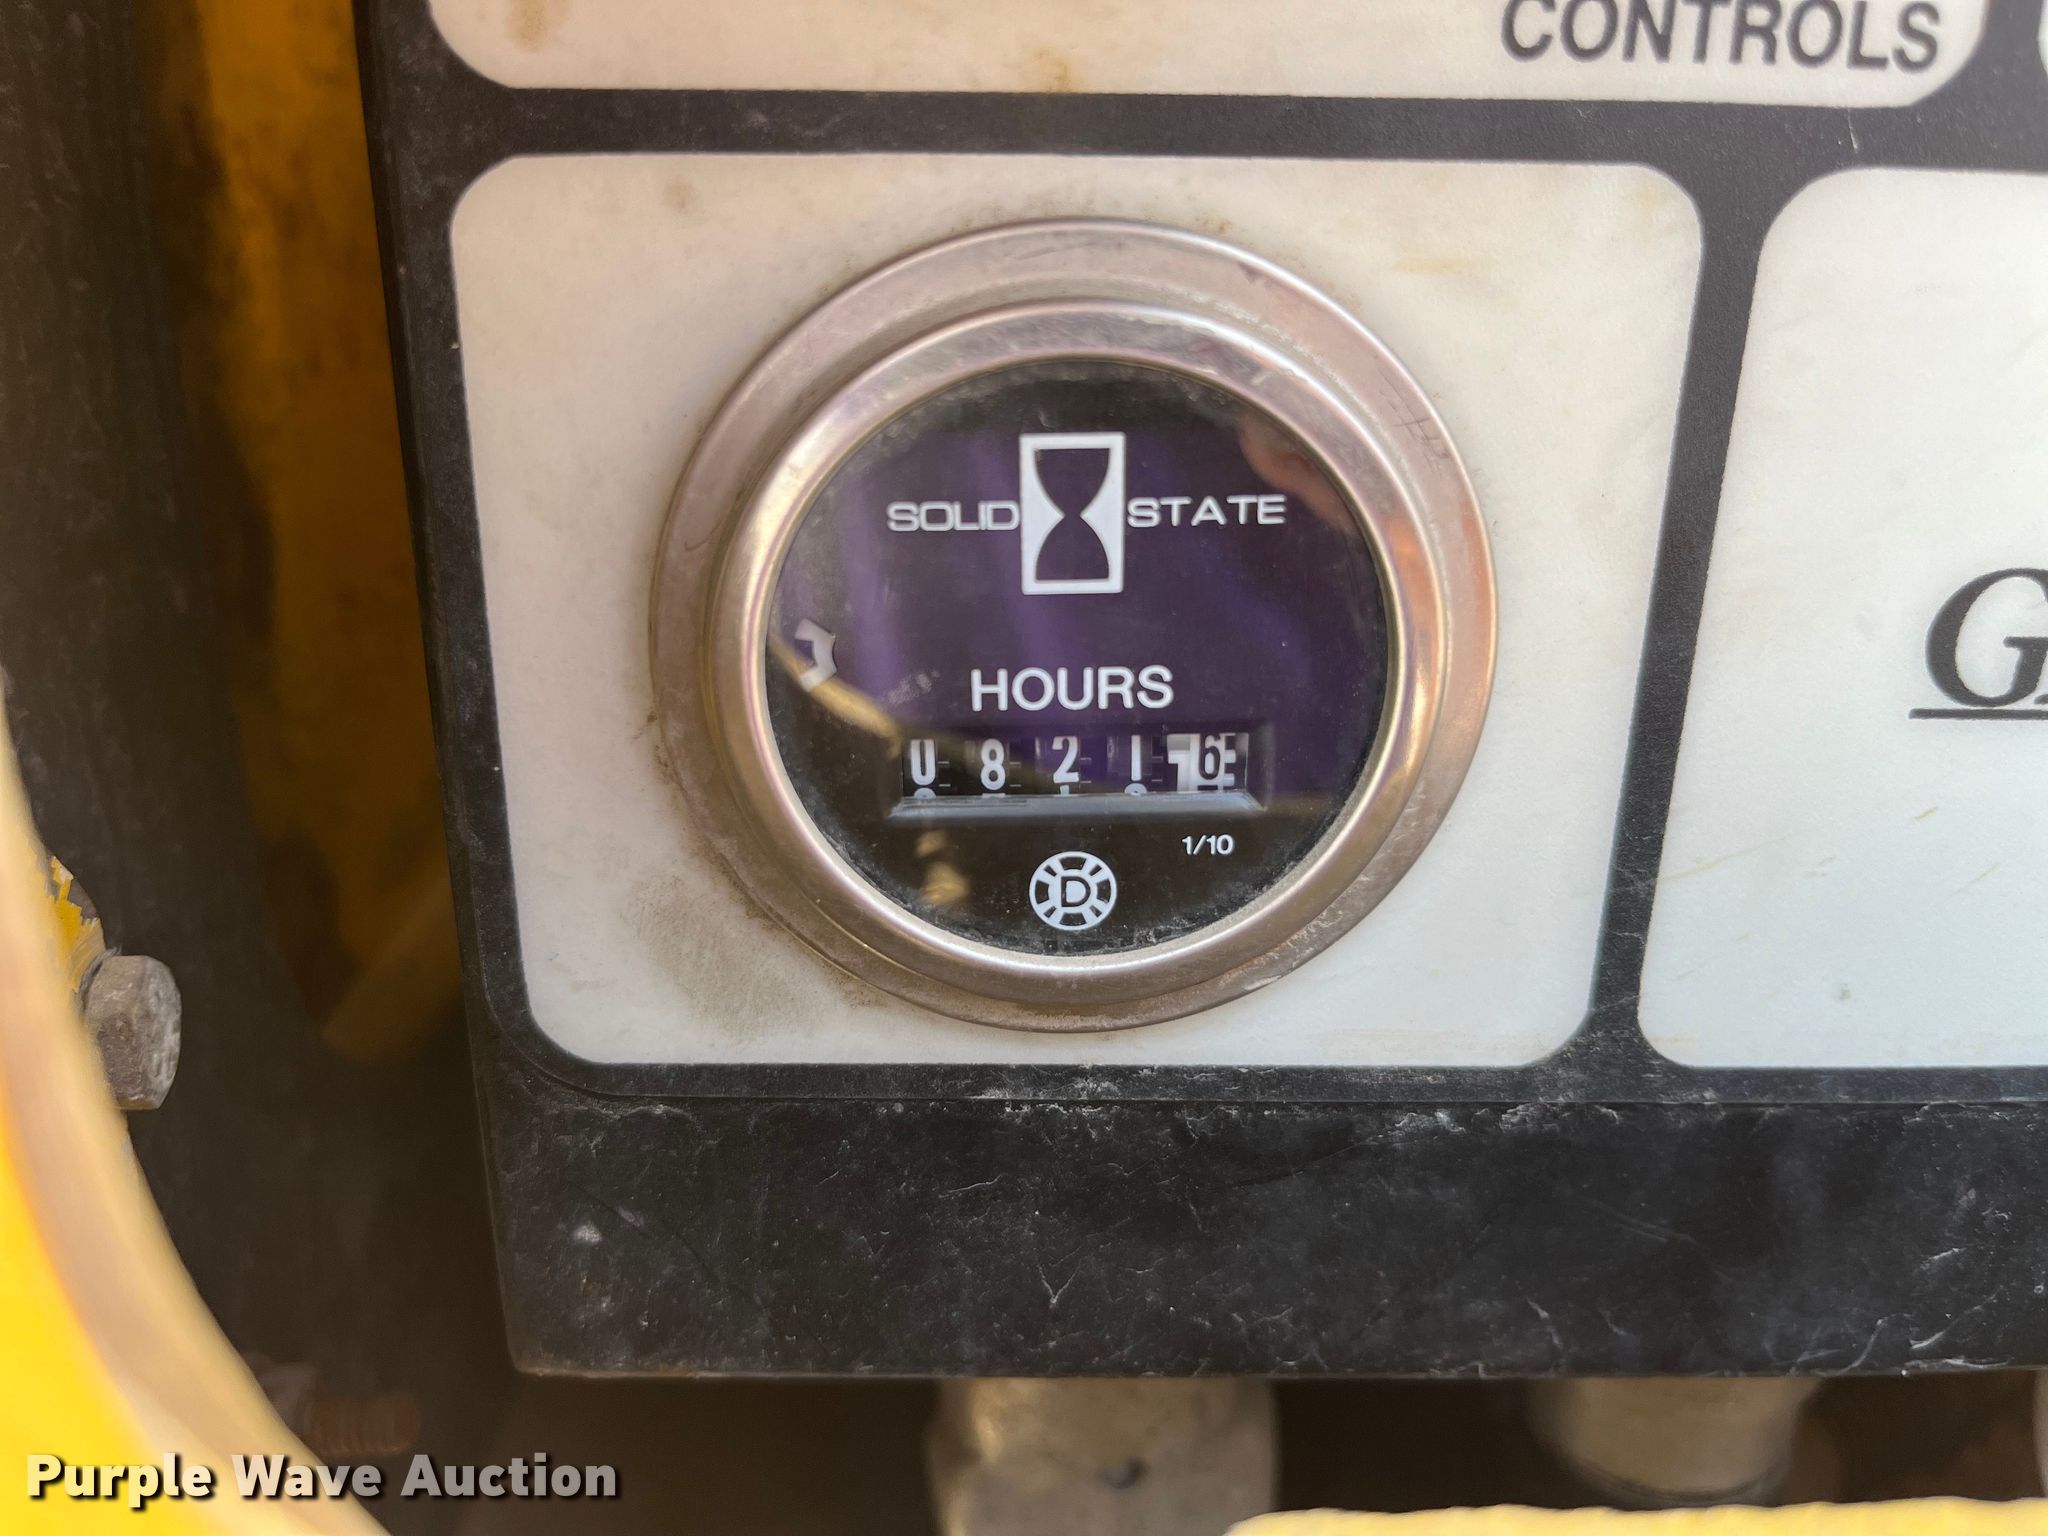 CONTROLS
SOLID STATE
HOURS
0 8 2 1 6
1/10
D
G
Purple Wave Auction